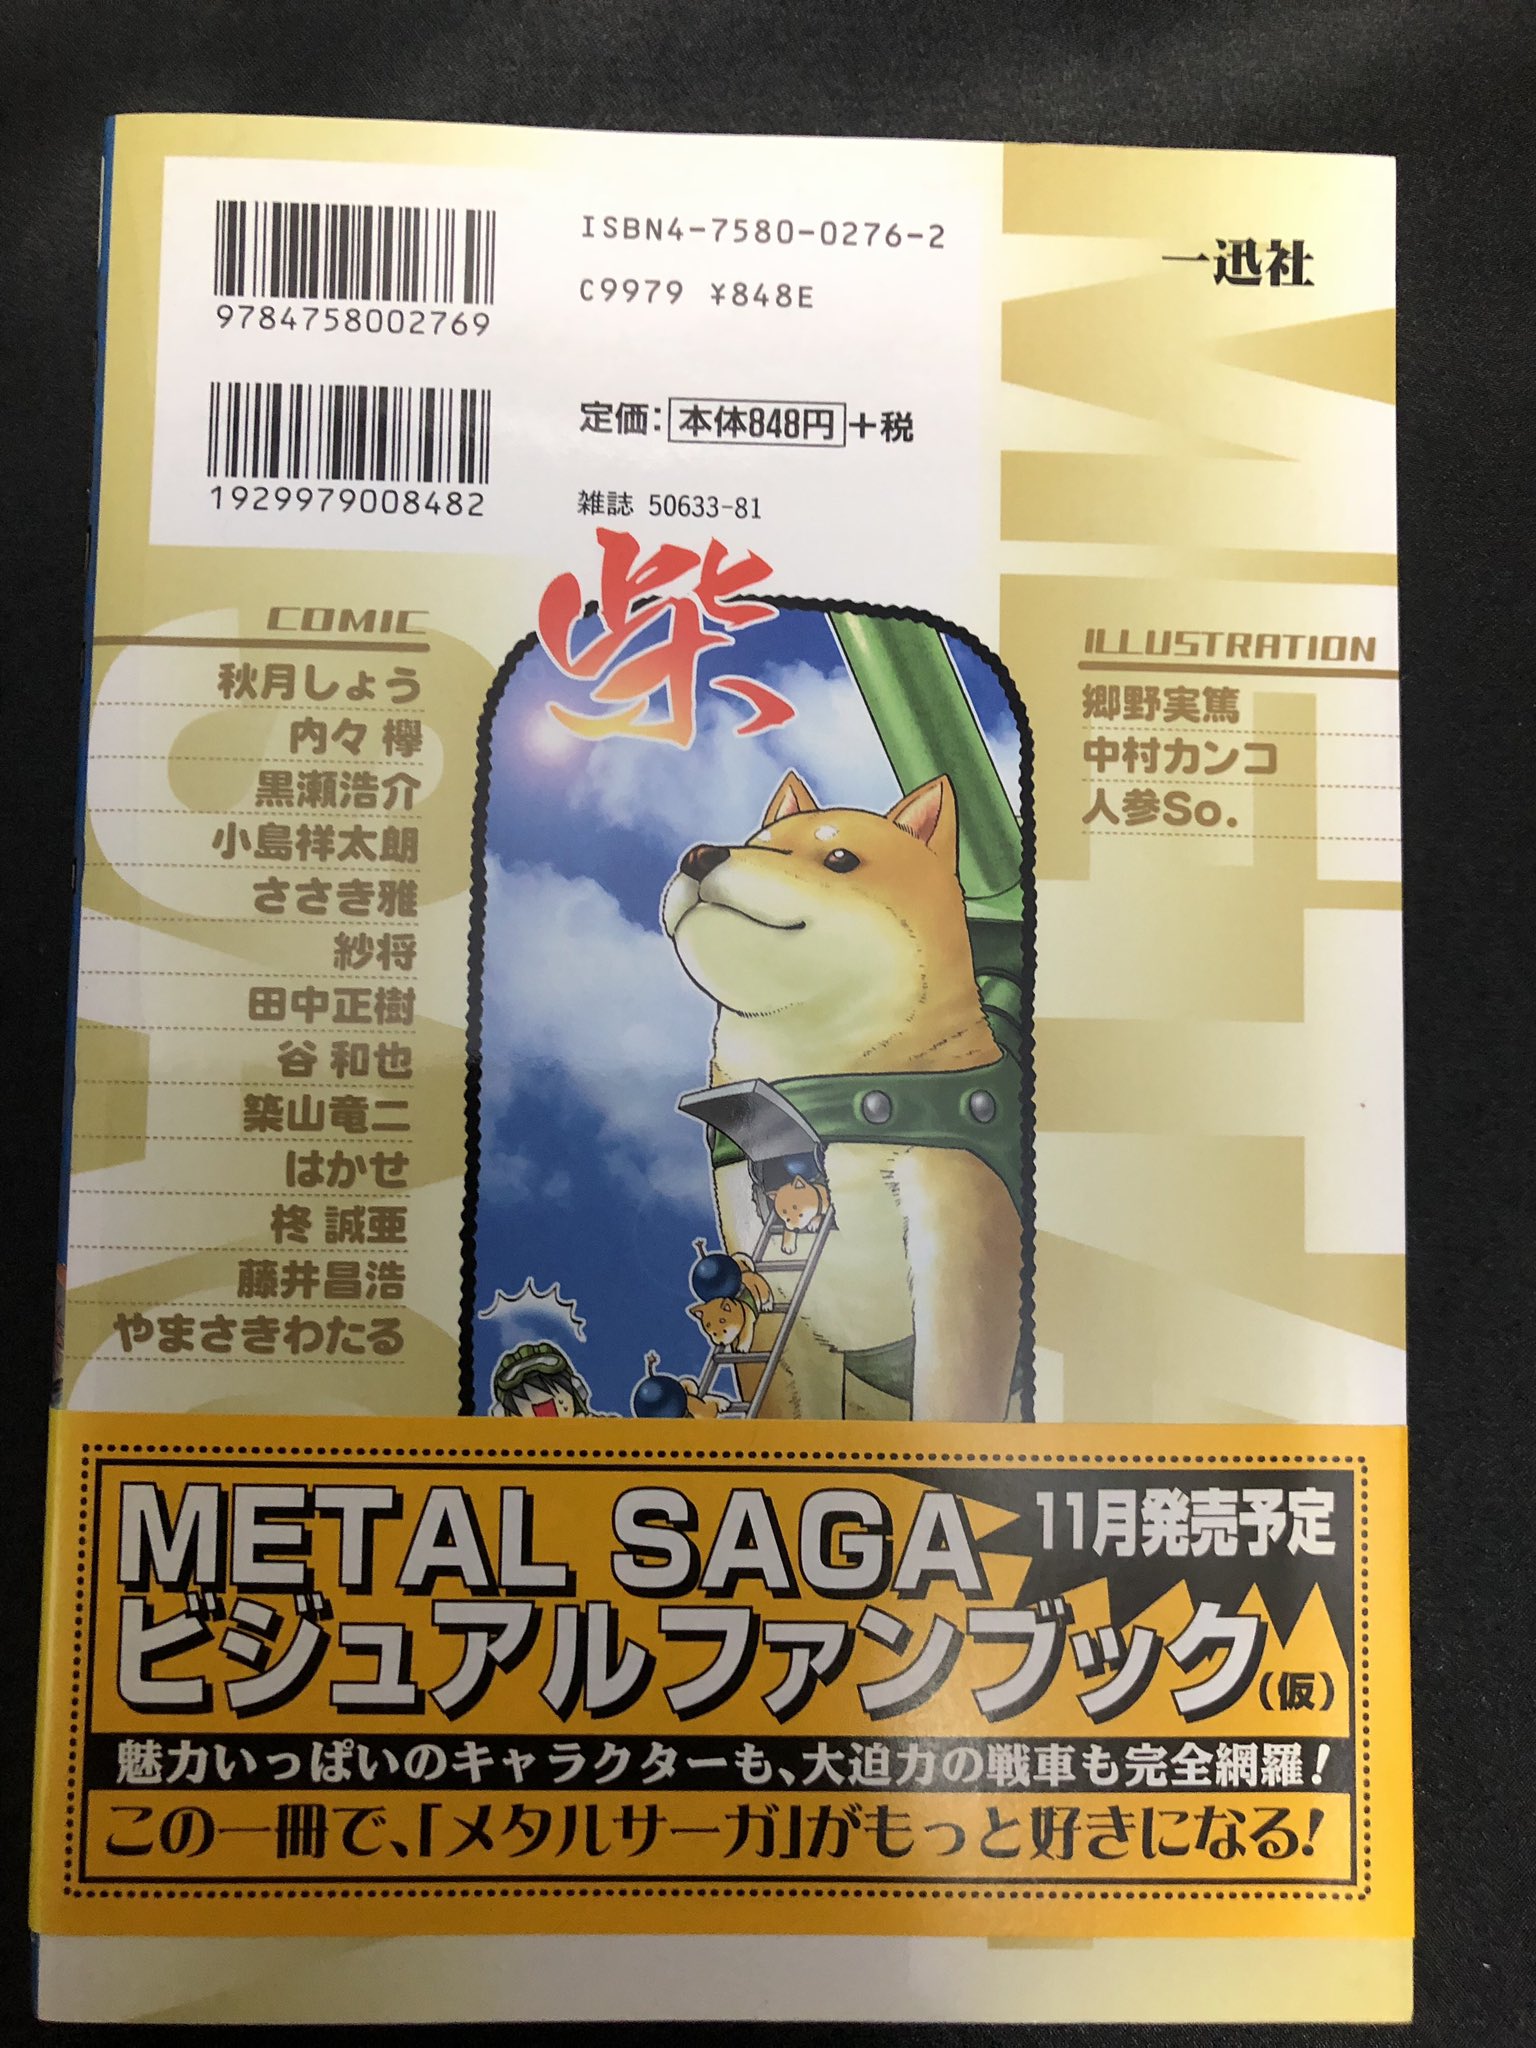 9784758002769
ISBN4-7580-0276-2
C9979 ¥848E
1929979008482
定価：本体848円＋税
雑誌 50633-81
一迅社
柴
COMIC
秋月しょう
内々 欅
黒瀬浩介
小島祥太朗
ささき雅
紗将
田中正樹
谷 和也
築山竜二
はかせ
柊 誠亜
藤井昌浩
やまさきわたる
ILLUSTRATION
郷野実篤
中村カンコ
人参So.
METAL SAGA
11月発売予定
ビジュアルファンブック(仮)
魅力いっぱいのキャラクターも、大迫力の戦車も完全網羅！
この一冊で、「メタルサーガ」がもっと好きになる！